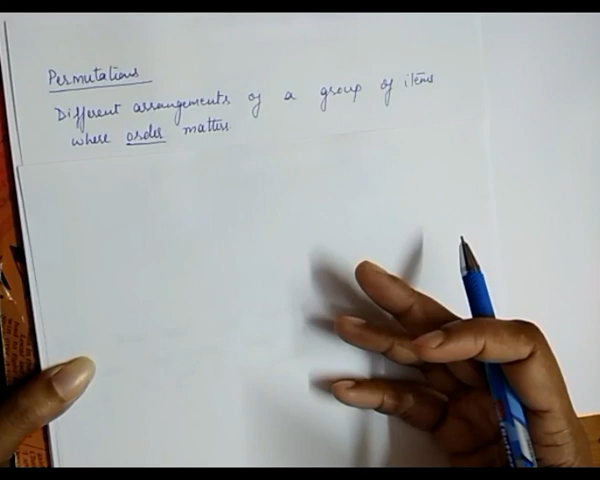 Permutations
Different arrangements of a group of items
where order matters.